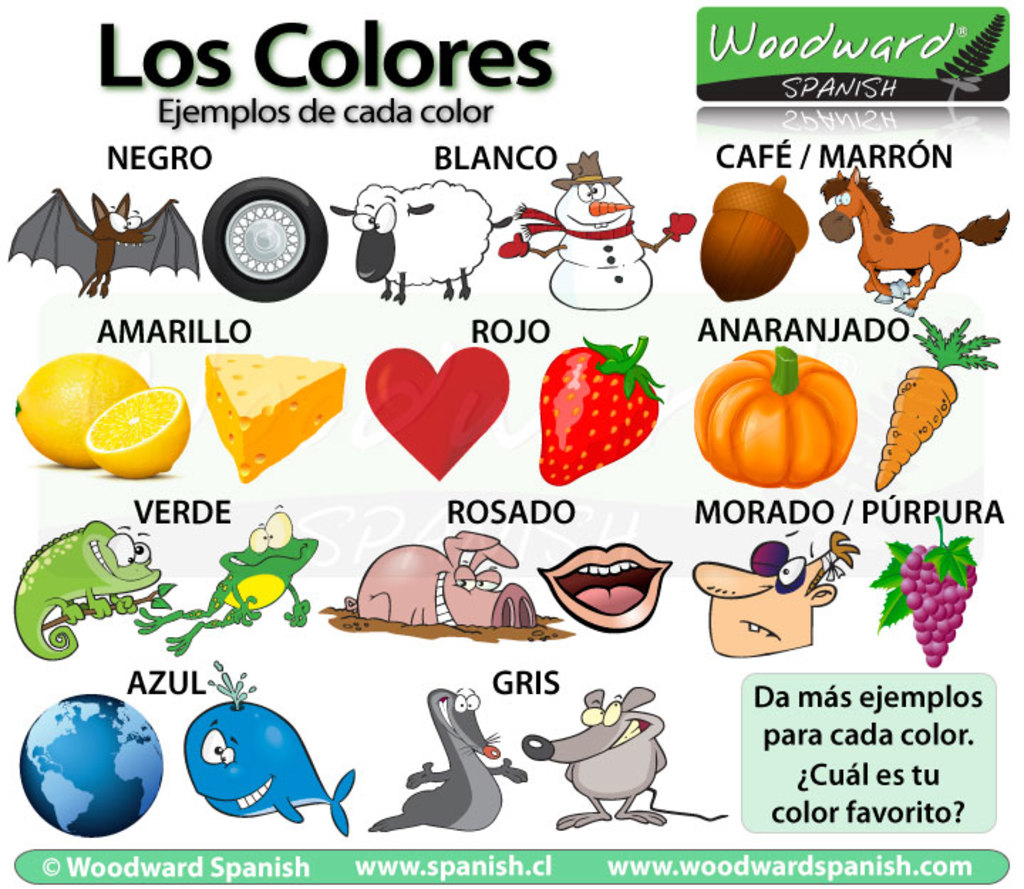 Los Colores
Ejemplos de cada color
Woodward®
SPANISH
NEGRO
BLANCO
CAFÉ / MARRÓN
AMARILLO
ROJO
ANARANJADO
VERDE
ROSADO
MORADO / PÚRPURA
AZUL
GRIS
Da más ejemplos
para cada color.
¿Cuál es tu
color favorito?
© Woodward Spanish www.spanish.cl www.woodwardspanish.com